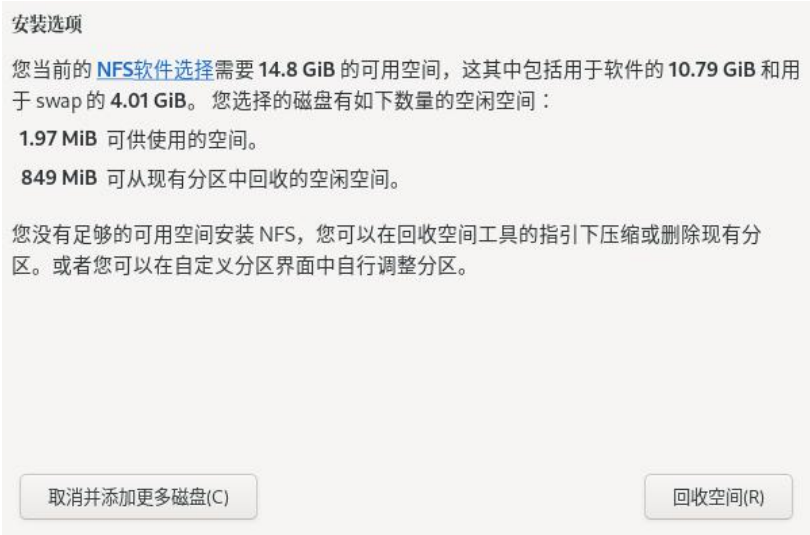 安装选项
您当前的 NFS软件选择需要 14.8 GiB 的可用空间，这其中包括用于软件的 10.79 GiB 和用
于 swap 的 4.01 GiB。 您选择的磁盘有如下数量的空闲空间：
1.97 MiB 可供使用的空间。
849 MiB 可从现有分区中回收的空闲空间。
您没有足够的可用空间安装 NFS，您可以在回收空间工具的指引下压缩或删除现有分
区。或者您可以在自定义分区界面中自行调整分区。
取消并添加更多磁盘(C)
回收空间(R)